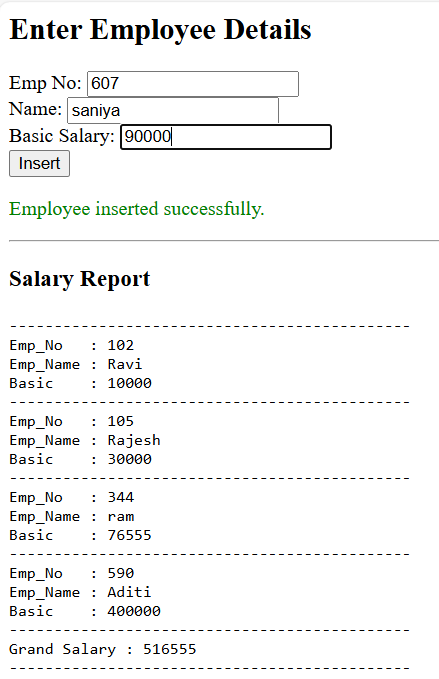 Enter Employee Details
Emp No: 607
Name: saniya
Basic Salary: 90000
Insert
Employee inserted successfully.
Salary Report
---------------------------------------------
Emp_No   : 102
Emp_Name : Ravi
Basic    : 10000
---------------------------------------------
Emp_No   : 105
Emp_Name : Rajesh
Basic    : 30000
---------------------------------------------
Emp_No   : 344
Emp_Name : ram
Basic    : 76555
---------------------------------------------
Emp_No   : 590
Emp_Name : Aditi
Basic    : 400000
---------------------------------------------
Grand Salary : 516555
---------------------------------------------